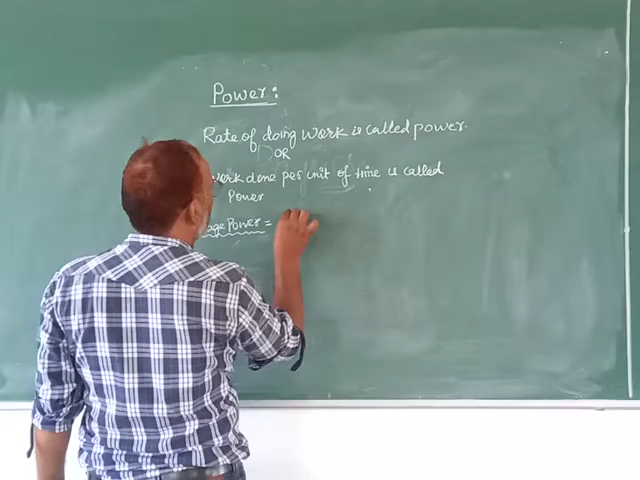 Power:
Rate of doing work is called power.
OR
work done per unit of time is called
Power
age Power =